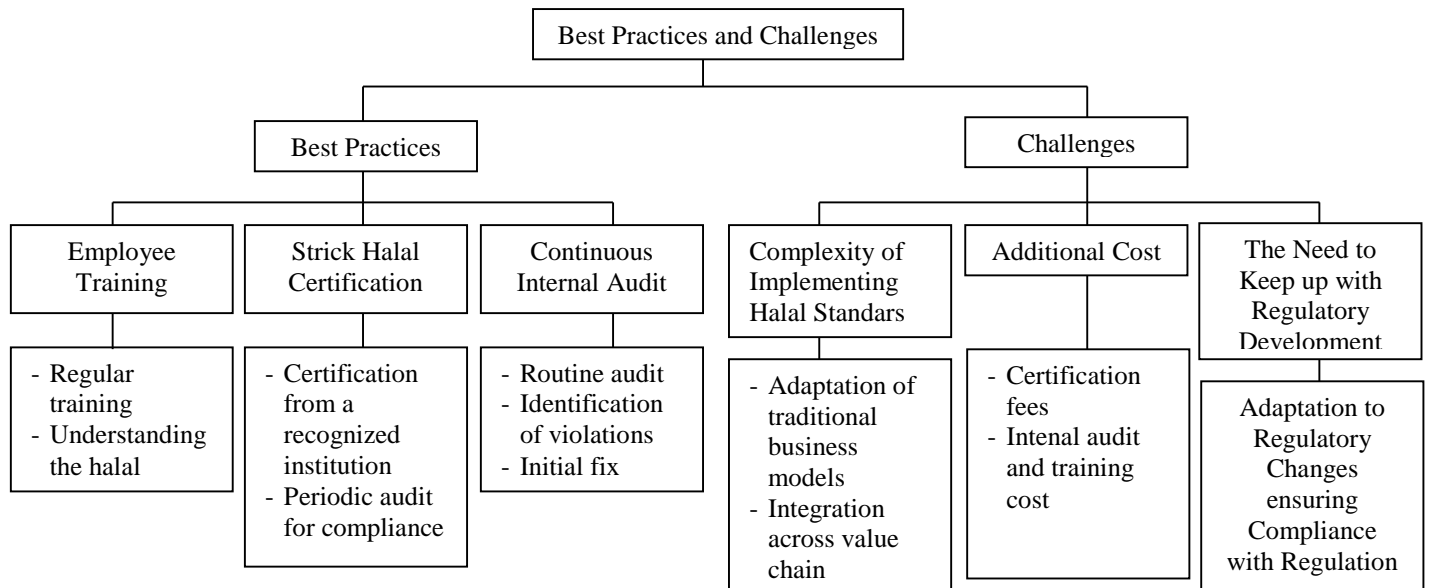 Best Practices and Challenges
Best Practices
Challenges
Employee
Training
Strick Halal
Certification
Continuous
Internal Audit
Complexity of
Implementing
Halal Standars
Additional Cost
The Need to
Keep up with
Regulatory
Development
- Regular
training
- Understanding
the halal
- Certification
from a
recognized
institution
- Periodic audit
for compliance
- Routine audit
- Identification
of violations
- Initial fix
- Adaptation of
traditional
business
models
- Integration
across value
chain
- Certification
fees
- Intenal audit
and training
cost
Adaptation to
Regulatory
Changes
ensuring
Compliance
with Regulation